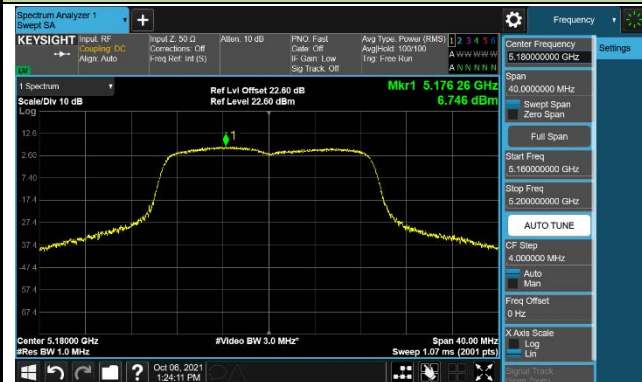 Spectrum Analyzer 1
Swept SA
+
Frequency
KEYSIGHT
Input: RF
Coupling: DC
Align: Auto
Input Z: 50 Ω
Corrections: Off
Freq Ref: Int (S)
Atten: 10 dB
PNO: Fast
Gate: Off
IF Gain: Low
Sig Track: Off
Avg Type: Power (RMS)
Avg|Hold: 100/100
Trig: Free Run
1 2 3 4 5 6
A W W W W W
A N N N N N
LM
1 Spectrum
Scale/Div 10 dB
Log
Ref Lvl Offset 22.60 dB
Ref Level 22.60 dBm
Mkr1 5.176 26 GHz
6.746 dBm
1
12.6
2.60
-7.40
-17.4
-27.4
-37.4
-47.4
-57.4
-67.4
Center 5.18000 GHz
#Res BW 1.0 MHz
#Video BW 3.0 MHz*
Span 40.00 MHz
Sweep 1.07 ms (2001 pts)
Oct 06, 2021
1:24:11 PM
?
Center Frequency
5.180000000 GHz
Span
40.0000000 MHz
Swept Span
Zero Span
Full Span
Start Freq
5.160000000 GHz
Stop Freq
5.200000000 GHz
AUTO TUNE
CF Step
4.000000 MHz
Auto
Man
Freq Offset
0 Hz
X Axis Scale
Log
Lin
Signal Track
(Span Zoom)
Settings